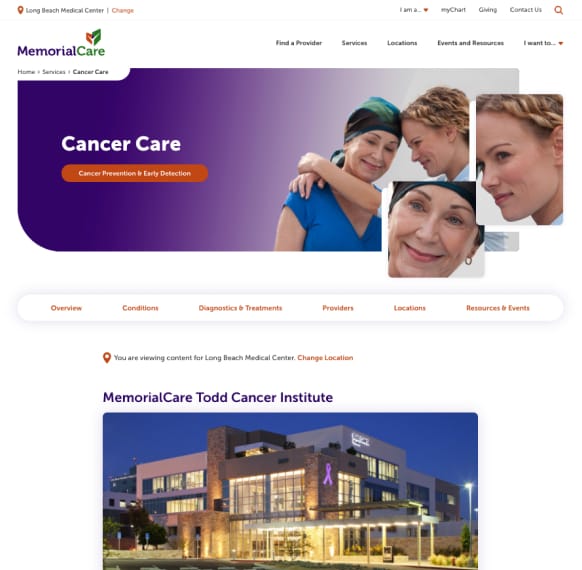 Long Beach Medical Center | Change
I am a... myChart Giving Contact Us
MemorialCare
Find a Provider Services Locations Events and Resources I want to...
Home › Services › Cancer Care
Cancer Care
Cancer Prevention & Early Detection
Overview Conditions Diagnostics & Treatments Providers Locations Resources & Events
You are viewing content for Long Beach Medical Center. Change Location
MemorialCare Todd Cancer Institute